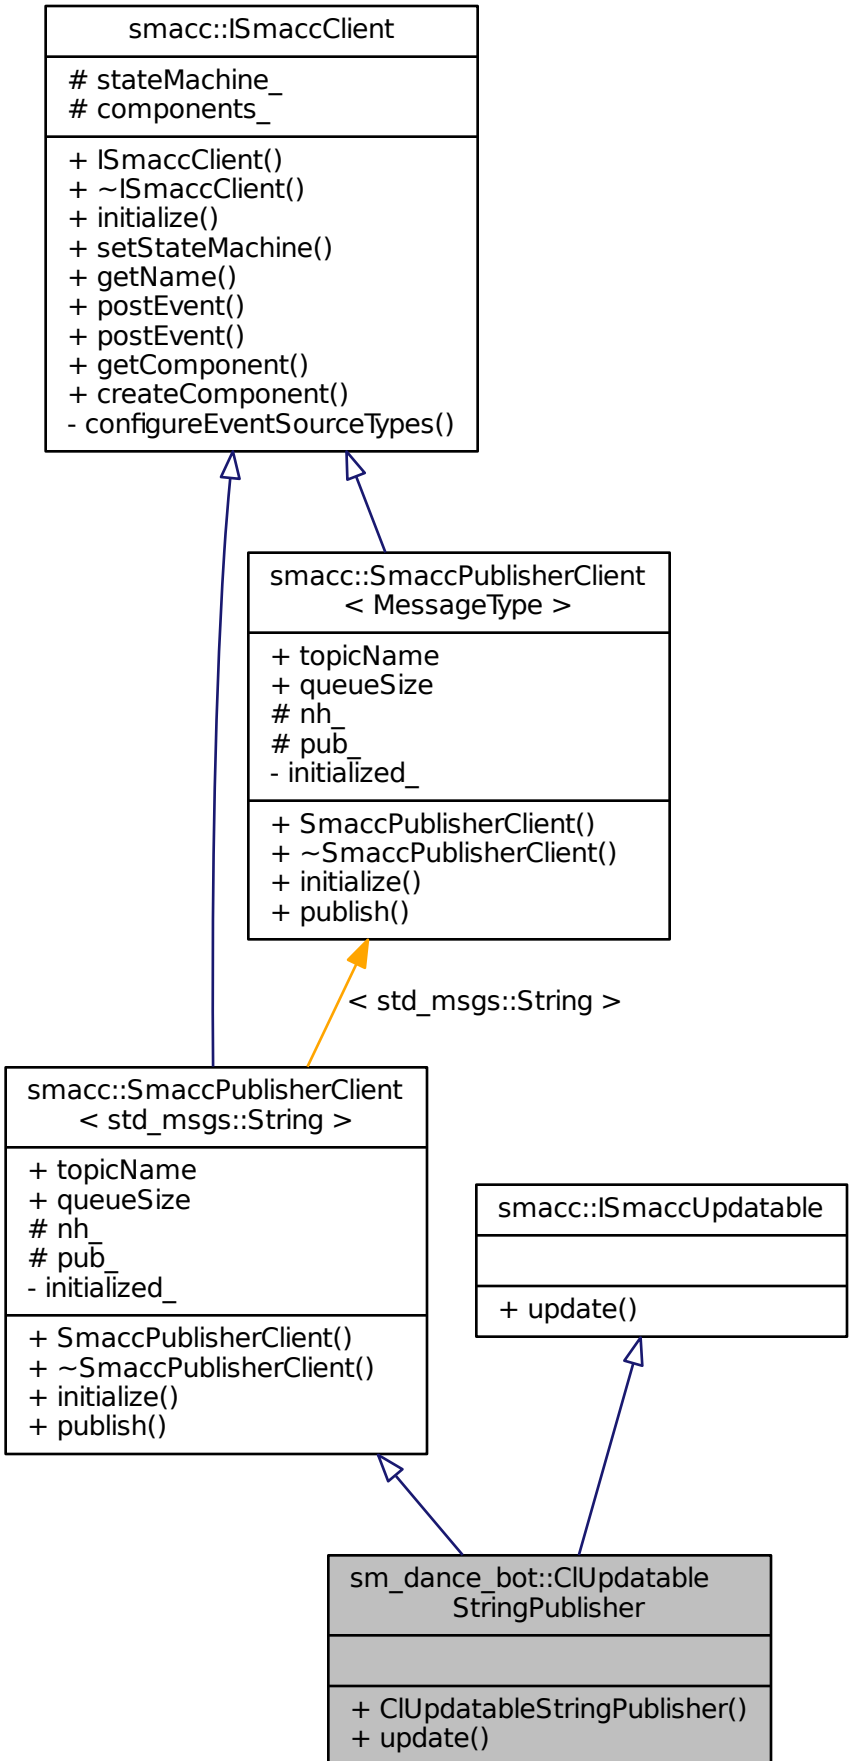 smacc::ISmaccClient
# stateMachine_
# components_
+ ISmaccClient()
+ ~ISmaccClient()
+ initialize()
+ setStateMachine()
+ getName()
+ postEvent()
+ postEvent()
+ getComponent()
+ createComponent()
- configureEventSourceTypes()
smacc::SmaccPublisherClient
< MessageType >
+ topicName
+ queueSize
# nh_
# pub_
- initialized_
+ SmaccPublisherClient()
+ ~SmaccPublisherClient()
+ initialize()
+ publish()
< std_msgs::String >
smacc::SmaccPublisherClient
< std_msgs::String >
+ topicName
+ queueSize
# nh_
# pub_
- initialized_
+ SmaccPublisherClient()
+ ~SmaccPublisherClient()
+ initialize()
+ publish()
smacc::ISmaccUpdatable
+ update()
sm_dance_bot::ClUpdatable
StringPublisher
+ ClUpdatableStringPublisher()
+ update()